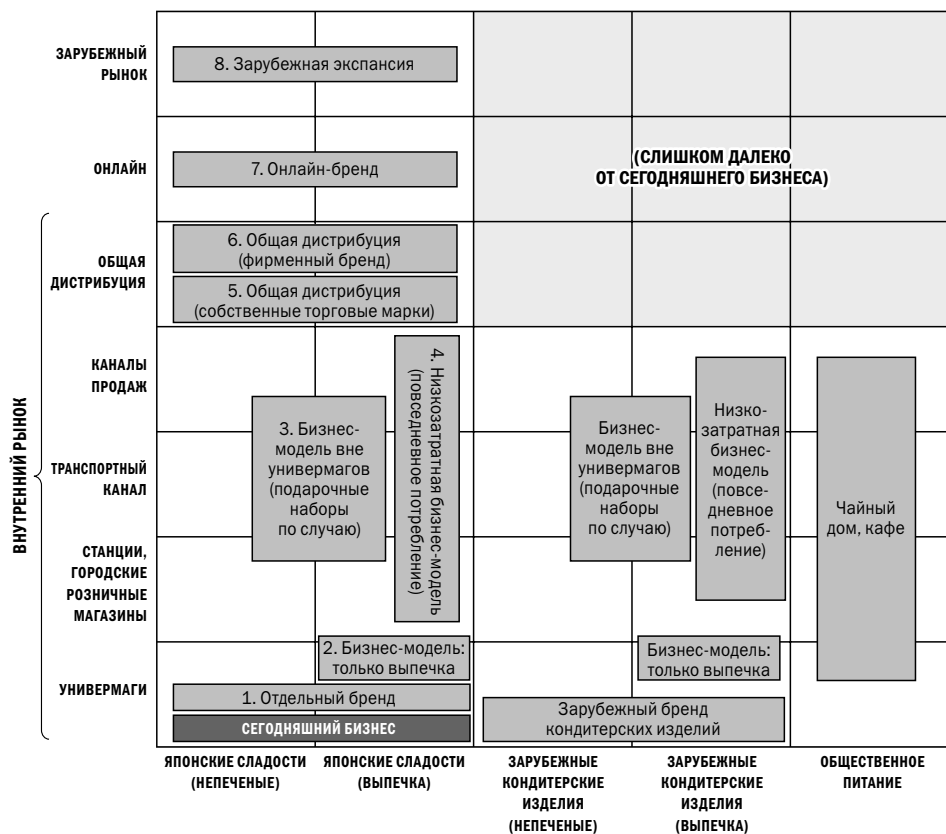 ЗАРУБЕЖНЫЙ
РЫНОК
8. Зарубежная экспансия
ОНЛАЙН
7. Онлайн-бренд
(СЛИШКОМ ДАЛЕКО
ОТ СЕГОДНЯШНЕГО БИЗНЕСА)
ВНУТРЕННИЙ РЫНОК
ОБЩАЯ
ДИСТРИБУЦИЯ
6. Общая дистрибуция
(фирменный бренд)
5. Общая дистрибуция
(собственные торговые марки)
КАНАЛЫ
ПРОДАЖ
ТРАНСПОРТНЫЙ
КАНАЛ
СТАНЦИИ,
ГОРОДСКИЕ
РОЗНИЧНЫЕ
МАГАЗИНЫ
3. Бизнес-
модель вне
универмагов
(подарочные
наборы
по случаю)
4. Низкозатратная бизнес-модель
(повседневное потребление)
Бизнес-
модель вне
универмагов
(подарочные
наборы
по случаю)
Низко-
затратная
бизнес-
модель
(повсе-
дневное
потреб-
ление)
Чайный
дом, кафе
УНИВЕРМАГИ
2. Бизнес-модель:
только выпечка
1. Отдельный бренд
СЕГОДНЯШНИЙ БИЗНЕС
Бизнес-модель:
только выпечка
Зарубежный бренд
кондитерских изделий
ЯПОНСКИЕ СЛАДОСТИ
(НЕПЕЧЕНЫЕ)
ЯПОНСКИЕ СЛАДОСТИ
(ВЫПЕЧКА)
ЗАРУБЕЖНЫЕ
КОНДИТЕРСКИЕ
ИЗДЕЛИЯ
(НЕПЕЧЕНЫЕ)
ЗАРУБЕЖНЫЕ
КОНДИТЕРСКИЕ
ИЗДЕЛИЯ
(ВЫПЕЧКА)
ОБЩЕСТВЕННОЕ
ПИТАНИЕ